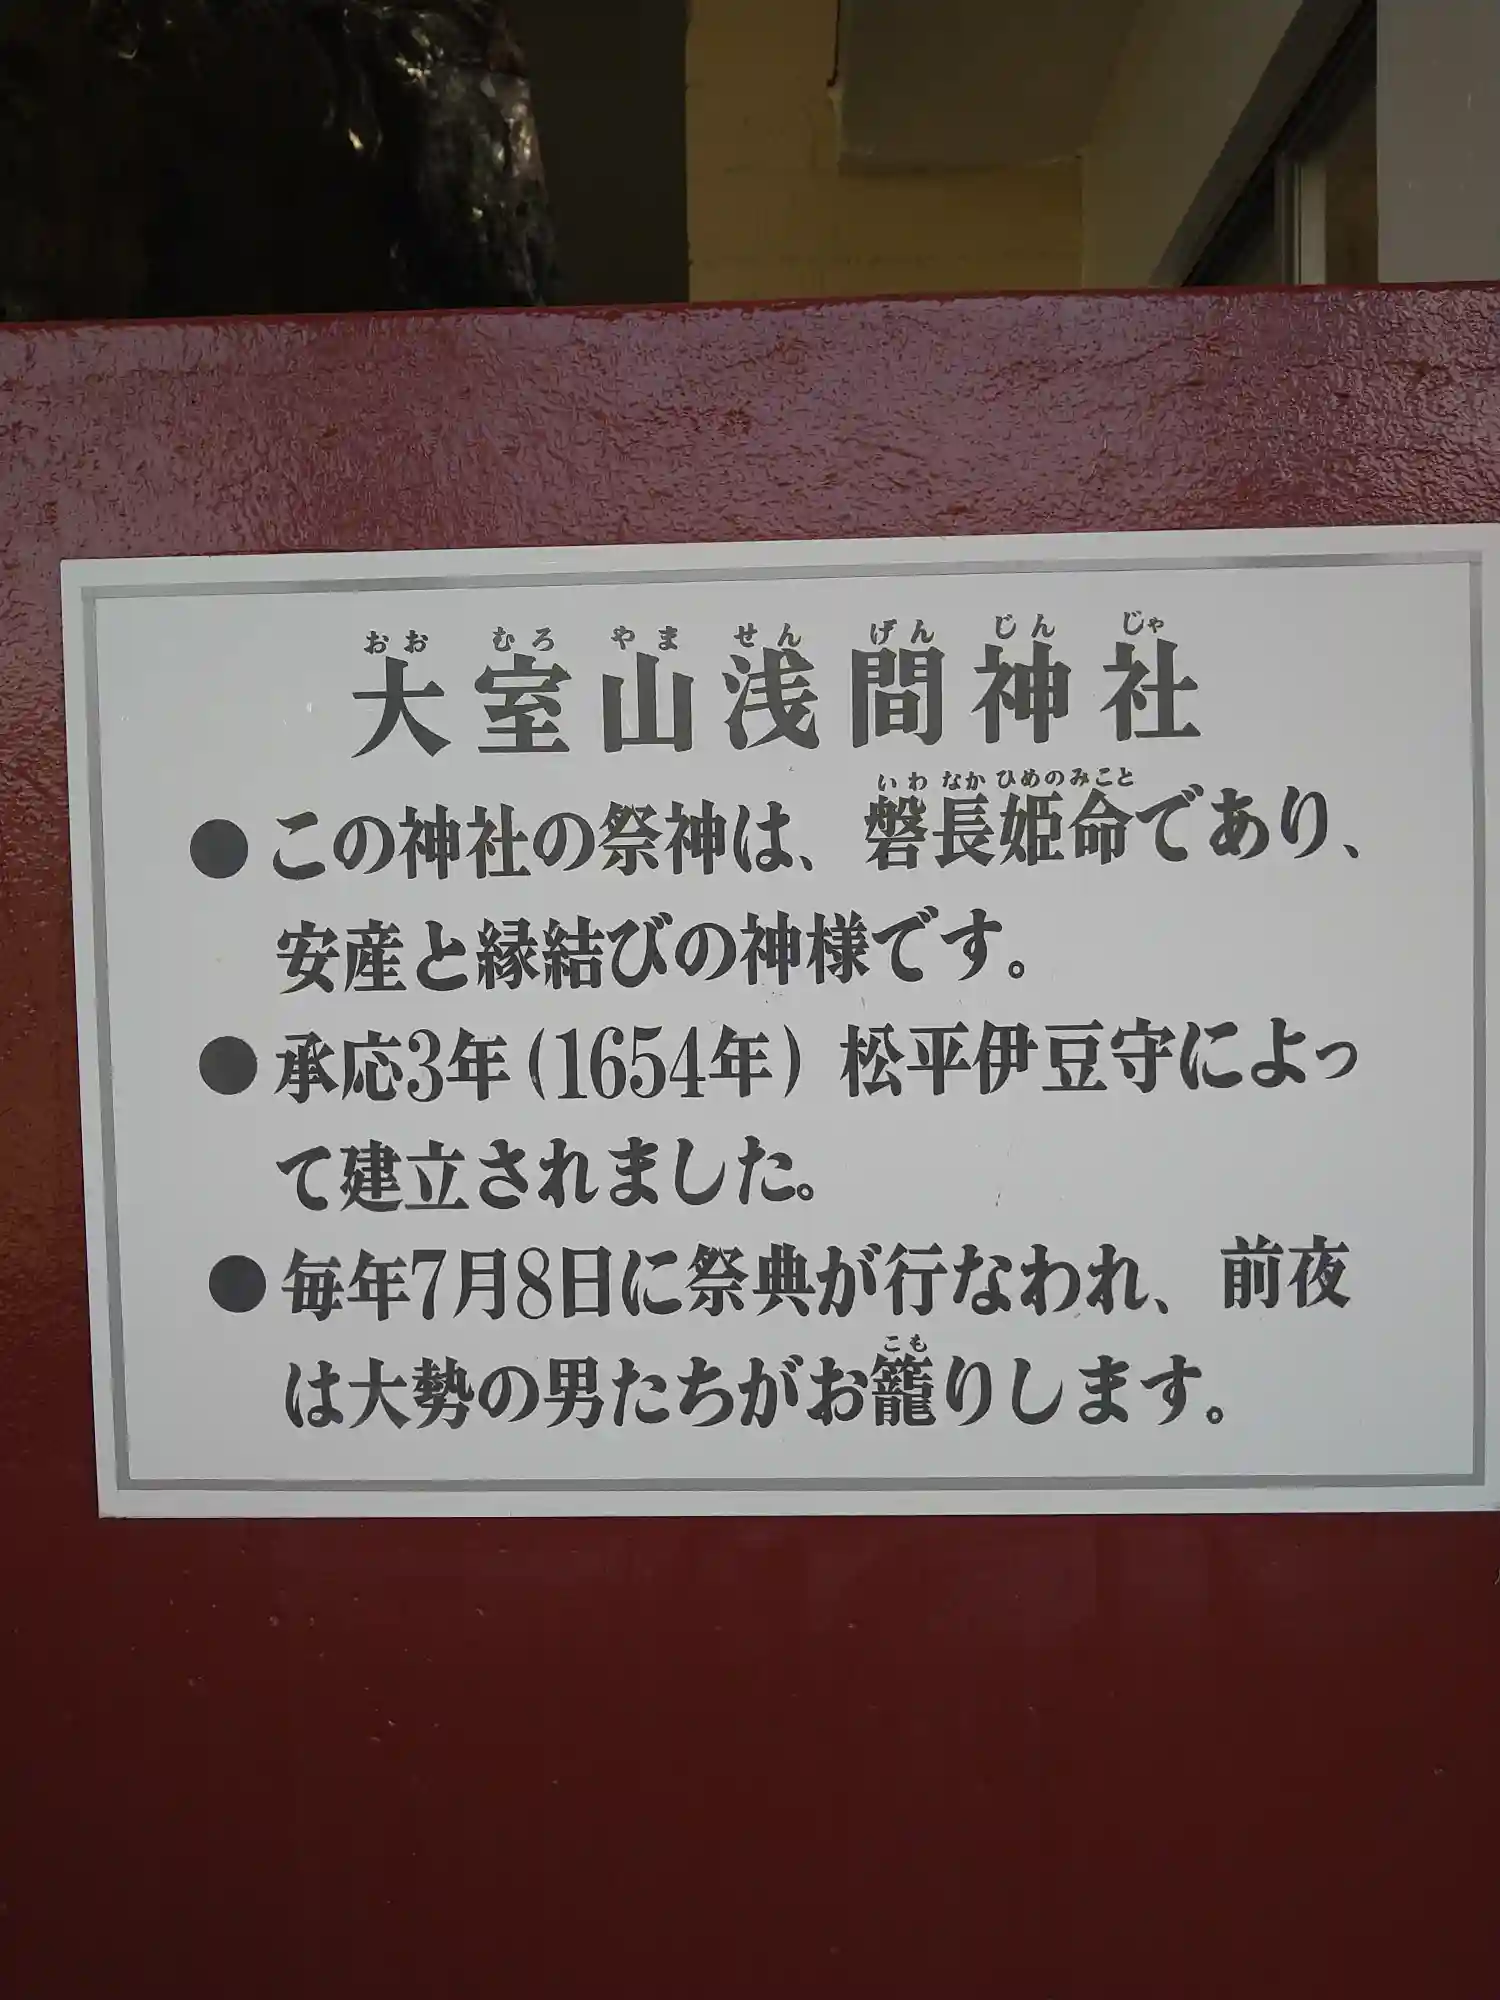 おおむろやませんげんじんじゃ
大室山浅間神社
いわなかひめのみこと
●この神社の祭神は、磐長姫命であり、
安産と縁結びの神様です。
●承応3年(1654年)松平伊豆守によっ
て建立されました。
●毎年7月8日に祭典が行なわれ、前夜
こも
は大勢の男たちがお籠りします。